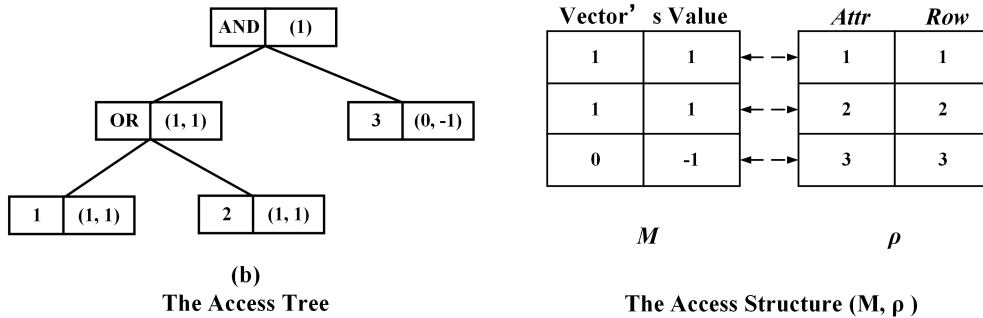 AND (1)
OR (1, 1)
3 (0, -1)
1 (1, 1)
2 (1, 1)
(b)
The Access Tree
Vector’ s Value
1 1
1 1
0 -1
M
Attr Row
1 1
2 2
3 3
ρ
The Access Structure (M, ρ )